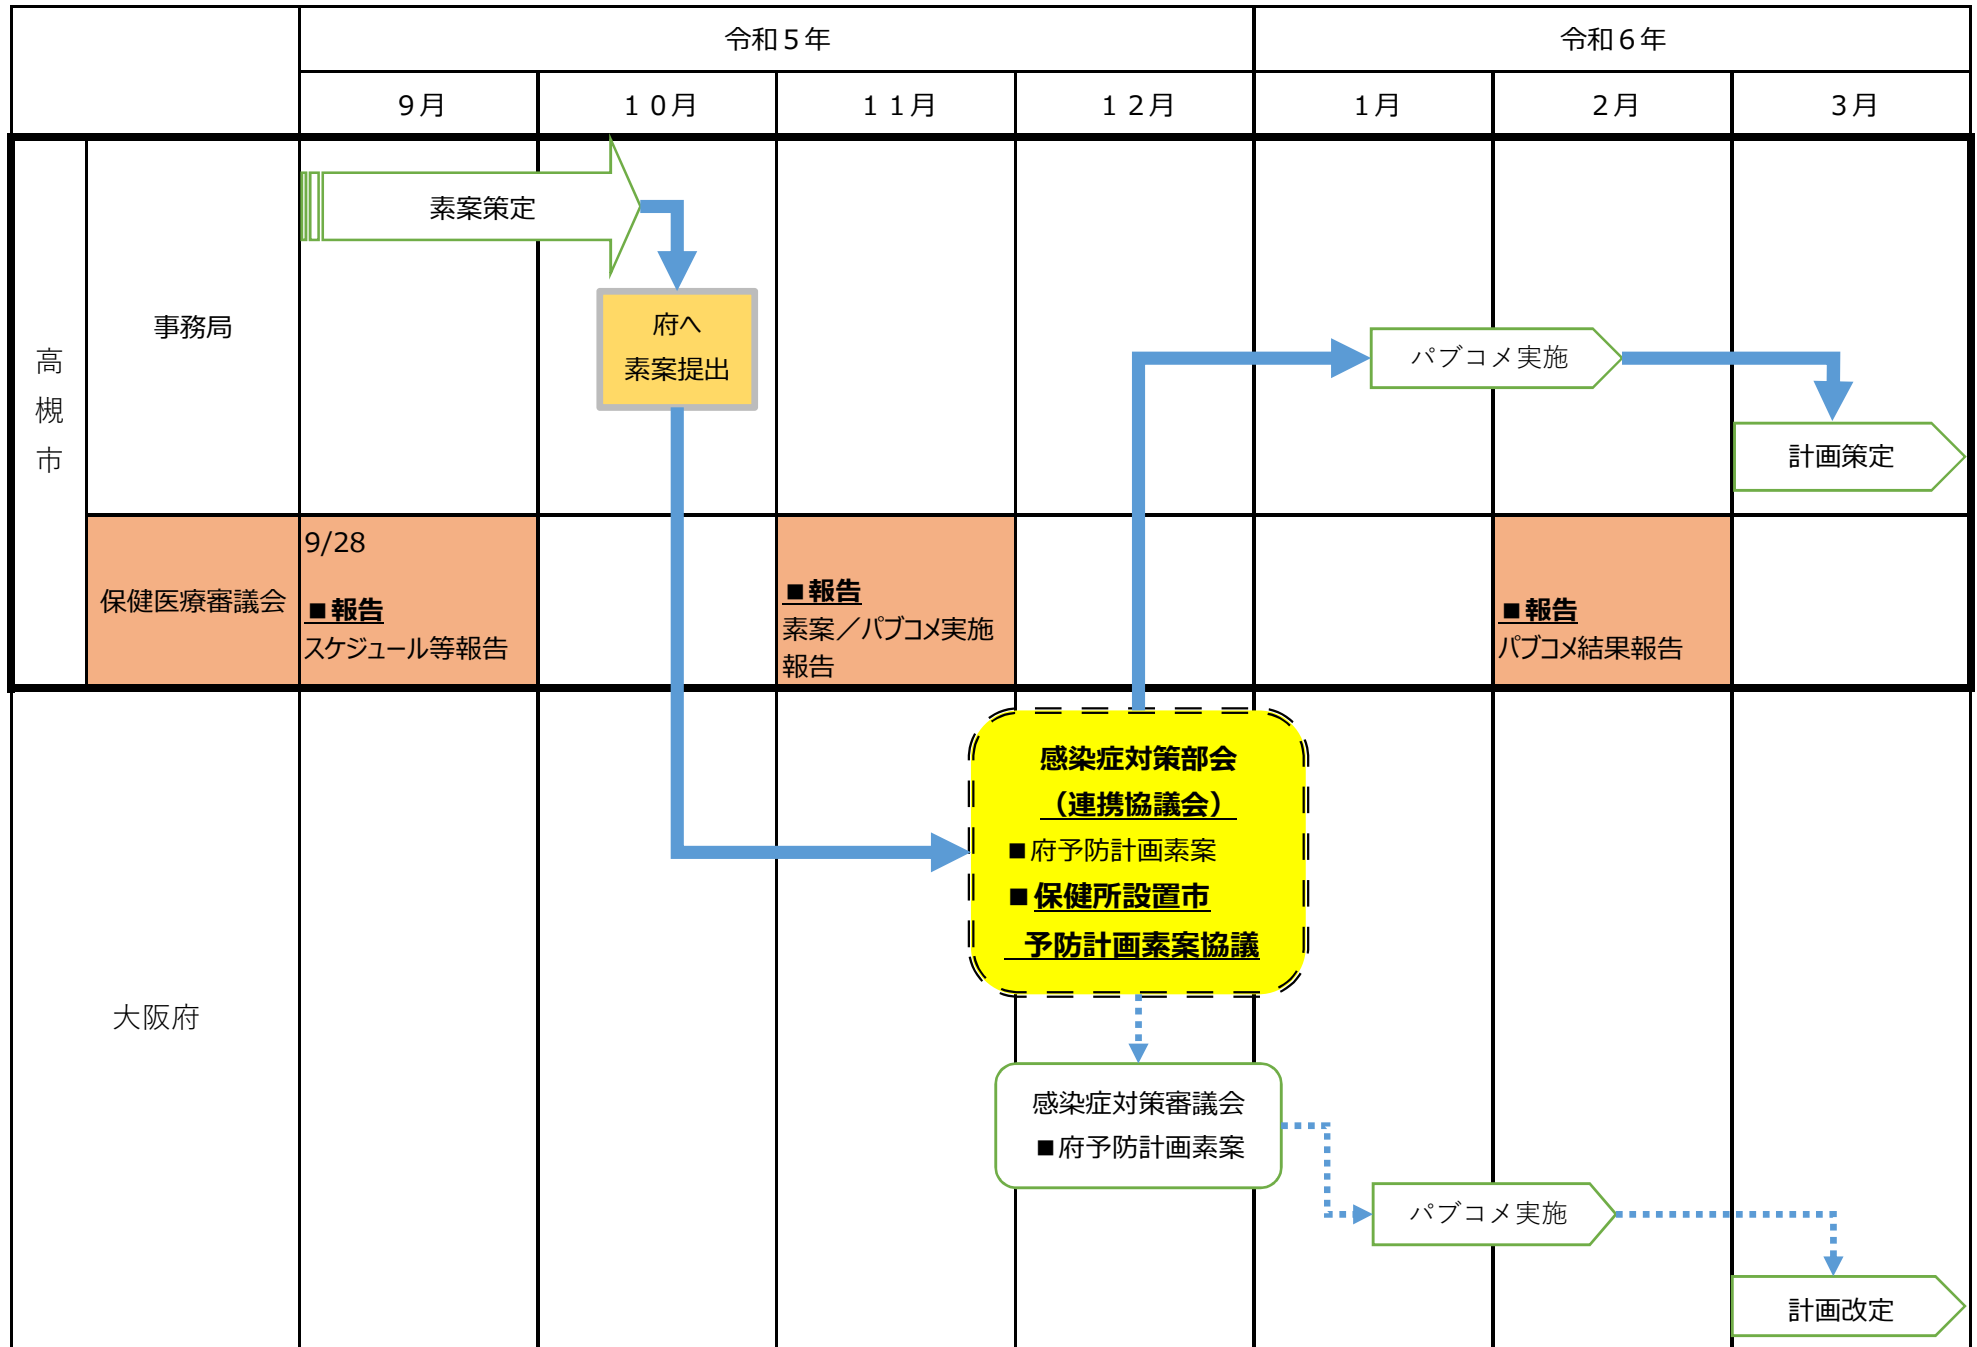 令和５年
令和６年
９月
１０月
１１月
１２月
１月
２月
３月
高槻市
事務局
素案策定
府へ
素案提出
パブコメ実施
計画策定
保健医療審議会
9/28
■報告
スケジュール等報告
■報告
素案／パブコメ実施
報告
■報告
パブコメ結果報告
大阪府
感染症対策部会
（連携協議会）
■府予防計画素案
■保健所設置市
予防計画素案協議
感染症対策審議会
■府予防計画素案
パブコメ実施
計画改定